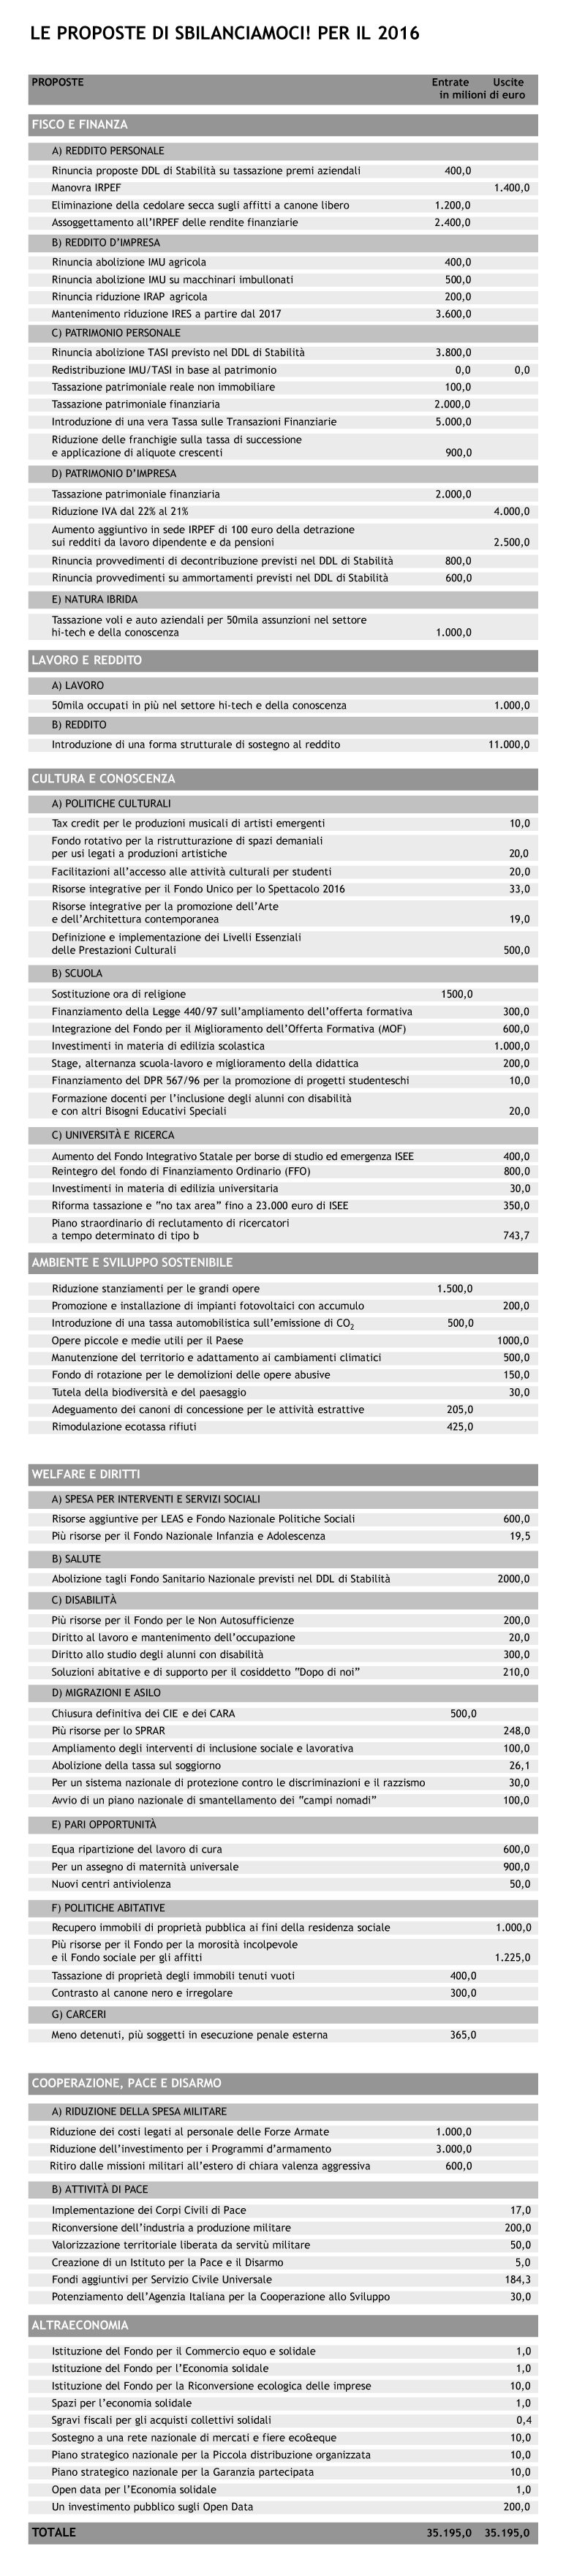 LE PROPOSTE DI SBILANCIAMOCI! PER IL 2016
PROPOSTE Entrate Uscite
in milioni di euro
FISCO E FINANZA
A) REDDITO PERSONALE
Rinuncia proposte DDL di Stabilità su tassazione premi aziendali 400,0
Manovra IRPEF 1.400,0
Eliminazione della cedolare secca sugli affitti a canone libero 1.200,0
Assoggettamento all'IRPEF delle rendite finanziarie 2.400,0
B) REDDITO D'IMPRESA
Rinuncia abolizione IMU agricola 400,0
Rinuncia abolizione IMU su macchinari imbullonati 500,0
Rinuncia riduzione IRAP agricola 200,0
Mantenimento riduzione IRES a partire dal 2017 3.600,0
C) PATRIMONIO PERSONALE
Rinuncia abolizione TASI previsto nel DDL di Stabilità 3.800,0
Redistribuzione IMU/TASI in base al patrimonio 0,0 0,0
Tassazione patrimoniale reale non immobiliare 100,0
Tassazione patrimoniale finanziaria 2.000,0
Introduzione di una vera Tassa sulle Transazioni Finanziarie 5.000,0
Riduzione delle franchigie sulla tassa di successione
e applicazione di aliquote crescenti 900,0
D) PATRIMONIO D'IMPRESA
Tassazione patrimoniale finanziaria 2.000,0
Riduzione IVA dal 22% al 21% 4.000,0
Aumento aggiuntivo in sede IRPEF di 100 euro della detrazione
sui redditi da lavoro dipendente e da pensioni 2.500,0
Rinuncia provvedimenti di decontribuzione previsti nel DDL di Stabilità 800,0
Rinuncia provvedimenti su ammortamenti previsti nel DDL di Stabilità 600,0
E) NATURA IBRIDA
Tassazione voli e auto aziendali per 50mila assunzioni nel settore
hi-tech e della conoscenza 1.000,0
LAVORO E REDDITO
A) LAVORO
50mila occupati in più nel settore hi-tech e della conoscenza 1.000,0
B) REDDITO
Introduzione di una forma strutturale di sostegno al reddito 11.000,0
CULTURA E CONOSCENZA
A) POLITICHE CULTURALI
Tax credit per le produzioni musicali di artisti emergenti 10,0
Fondo rotativo per la ristrutturazione di spazi demaniali
per usi legati a produzioni artistiche 20,0
Facilitazioni all'accesso alle attività culturali per studenti 20,0
Risorse integrative per il Fondo Unico per lo Spettacolo 2016 33,0
Risorse integrative per la promozione dell'Arte
e dell'Architettura contemporanea 19,0
Definizione e implementazione dei Livelli Essenziali
delle Prestazioni Culturali 500,0
B) SCUOLA
Sostituzione ora di religione 1500,0
Finanziamento della Legge 440/97 sull'ampliamento dell'offerta formativa 300,0
Integrazione del Fondo per il Miglioramento dell'Offerta Formativa (MOF) 600,0
Investimenti in materia di edilizia scolastica 1.000,0
Stage, alternanza scuola-lavoro e miglioramento della didattica 200,0
Finanziamento del DPR 567/96 per la promozione di progetti studenteschi 10,0
Formazione docenti per l'inclusione degli alunni con disabilità
e con altri Bisogni Educativi Speciali 20,0
C) UNIVERSITÀ E RICERCA
Aumento del Fondo Integrativo Statale per borse di studio ed emergenza ISEE 400,0
Reintegro del fondo di Finanziamento Ordinario (FFO) 800,0
Investimenti in materia di edilizia universitaria 30,0
Riforma tassazione e "no tax area" fino a 23.000 euro di ISEE 350,0
Piano straordinario di reclutamento di ricercatori
a tempo determinato di tipo b 743,7
AMBIENTE E SVILUPPO SOSTENIBILE
Riduzione stanziamenti per le grandi opere 1.500,0
Promozione e installazione di impianti fotovoltaici con accumulo 200,0
Introduzione di una tassa automobilistica sull'emissione di CO2 500,0
Opere piccole e medie utili per il Paese 1000,0
Manutenzione del territorio e adattamento ai cambiamenti climatici 500,0
Fondo di rotazione per le demolizioni delle opere abusive 150,0
Tutela della biodiversità e del paesaggio 30,0
Adeguamento dei canoni di concessione per le attività estrattive 205,0
Rimodulazione ecotassa rifiuti 425,0
WELFARE E DIRITTI
A) SPESA PER INTERVENTI E SERVIZI SOCIALI
Risorse aggiuntive per LEAS e Fondo Nazionale Politiche Sociali 600,0
Più risorse per il Fondo Nazionale Infanzia e Adolescenza 19,5
B) SALUTE
Abolizione tagli Fondo Sanitario Nazionale previsti nel DDL di Stabilità 2000,0
C) DISABILITÀ
Più risorse per il Fondo per le Non Autosufficienze 200,0
Diritto al lavoro e mantenimento dell'occupazione 20,0
Diritto allo studio degli alunni con disabilità 300,0
Soluzioni abitative e di supporto per il cosiddetto "Dopo di noi" 210,0
D) MIGRAZIONI E ASILO
Chiusura definitiva dei CIE e dei CARA 500,0
Più risorse per lo SPRAR 248,0
Ampliamento degli interventi di inclusione sociale e lavorativa 100,0
Abolizione della tassa sul soggiorno 26,1
Per un sistema nazionale di protezione contro le discriminazioni e il razzismo 30,0
Avvio di un piano nazionale di smantellamento dei "campi nomadi" 100,0
E) PARI OPPORTUNITÀ
Equa ripartizione del lavoro di cura 600,0
Per un assegno di maternità universale 900,0
Nuovi centri antiviolenza 50,0
F) POLITICHE ABITATIVE
Recupero immobili di proprietà pubblica ai fini della residenza sociale 1.000,0
Più risorse per il Fondo per la morosità incolpevole
e il Fondo sociale per gli affitti 1.225,0
Tassazione di proprietà degli immobili tenuti vuoti 400,0
Contrasto al canone nero e irregolare 300,0
G) CARCERI
Meno detenuti, più soggetti in esecuzione penale esterna 365,0
COOPERAZIONE, PACE E DISARMO
A) RIDUZIONE DELLA SPESA MILITARE
Riduzione dei costi legati al personale delle Forze Armate 1.000,0
Riduzione dell'investimento per i Programmi d'armamento 3.000,0
Ritiro dalle missioni militari all'estero di chiara valenza aggressiva 600,0
B) ATTIVITÀ DI PACE
Implementazione dei Corpi Civili di Pace 17,0
Riconversione dell'industria a produzione militare 200,0
Valorizzazione territoriale liberata da servitù militare 50,0
Creazione di un Istituto per la Pace e il Disarmo 5,0
Fondi aggiuntivi per Servizio Civile Universale 184,3
Potenziamento dell'Agenzia Italiana per la Cooperazione allo Sviluppo 30,0
ALTRAECONOMIA
Istituzione del Fondo per il Commercio equo e solidale 1,0
Istituzione del Fondo per l'Economia solidale 1,0
Istituzione del Fondo per la Riconversione ecologica delle imprese 10,0
Spazi per l'economia solidale 1,0
Sgravi fiscali per gli acquisti collettivi solidali 0,4
Sostegno a una rete nazionale di mercati e fiere eco&eque 10,0
Piano strategico nazionale per la Piccola distribuzione organizzata 10,0
Piano strategico nazionale per la Garanzia partecipata 10,0
Open data per l'Economia solidale 1,0
Un investimento pubblico sugli Open Data 200,0
TOTALE 35.195,0 35.195,0